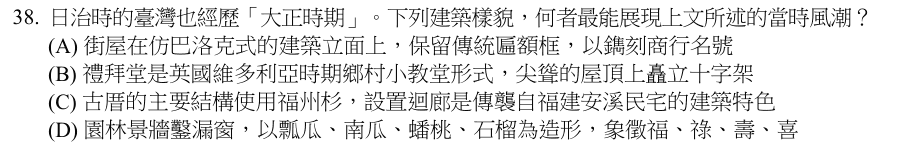 38. 日治時的臺灣也經歷「大正時期」。下列建築樣貌，何者最能展現上文所述的當時風潮？
(A) 街屋在仿巴洛克式的建築立面上，保留傳統匾額框，以鐫刻商行名號
(B) 禮拜堂是英國維多利亞時期鄉村小教堂形式，尖聳的屋頂上矗立十字架
(C) 古厝的主要結構使用福州杉，設置迴廊是傳襲自福建安溪民宅的建築特色
(D) 園林景牆鑿漏窗，以瓢瓜、南瓜、蟠桃、石榴為造形，象徵福、祿、壽、喜